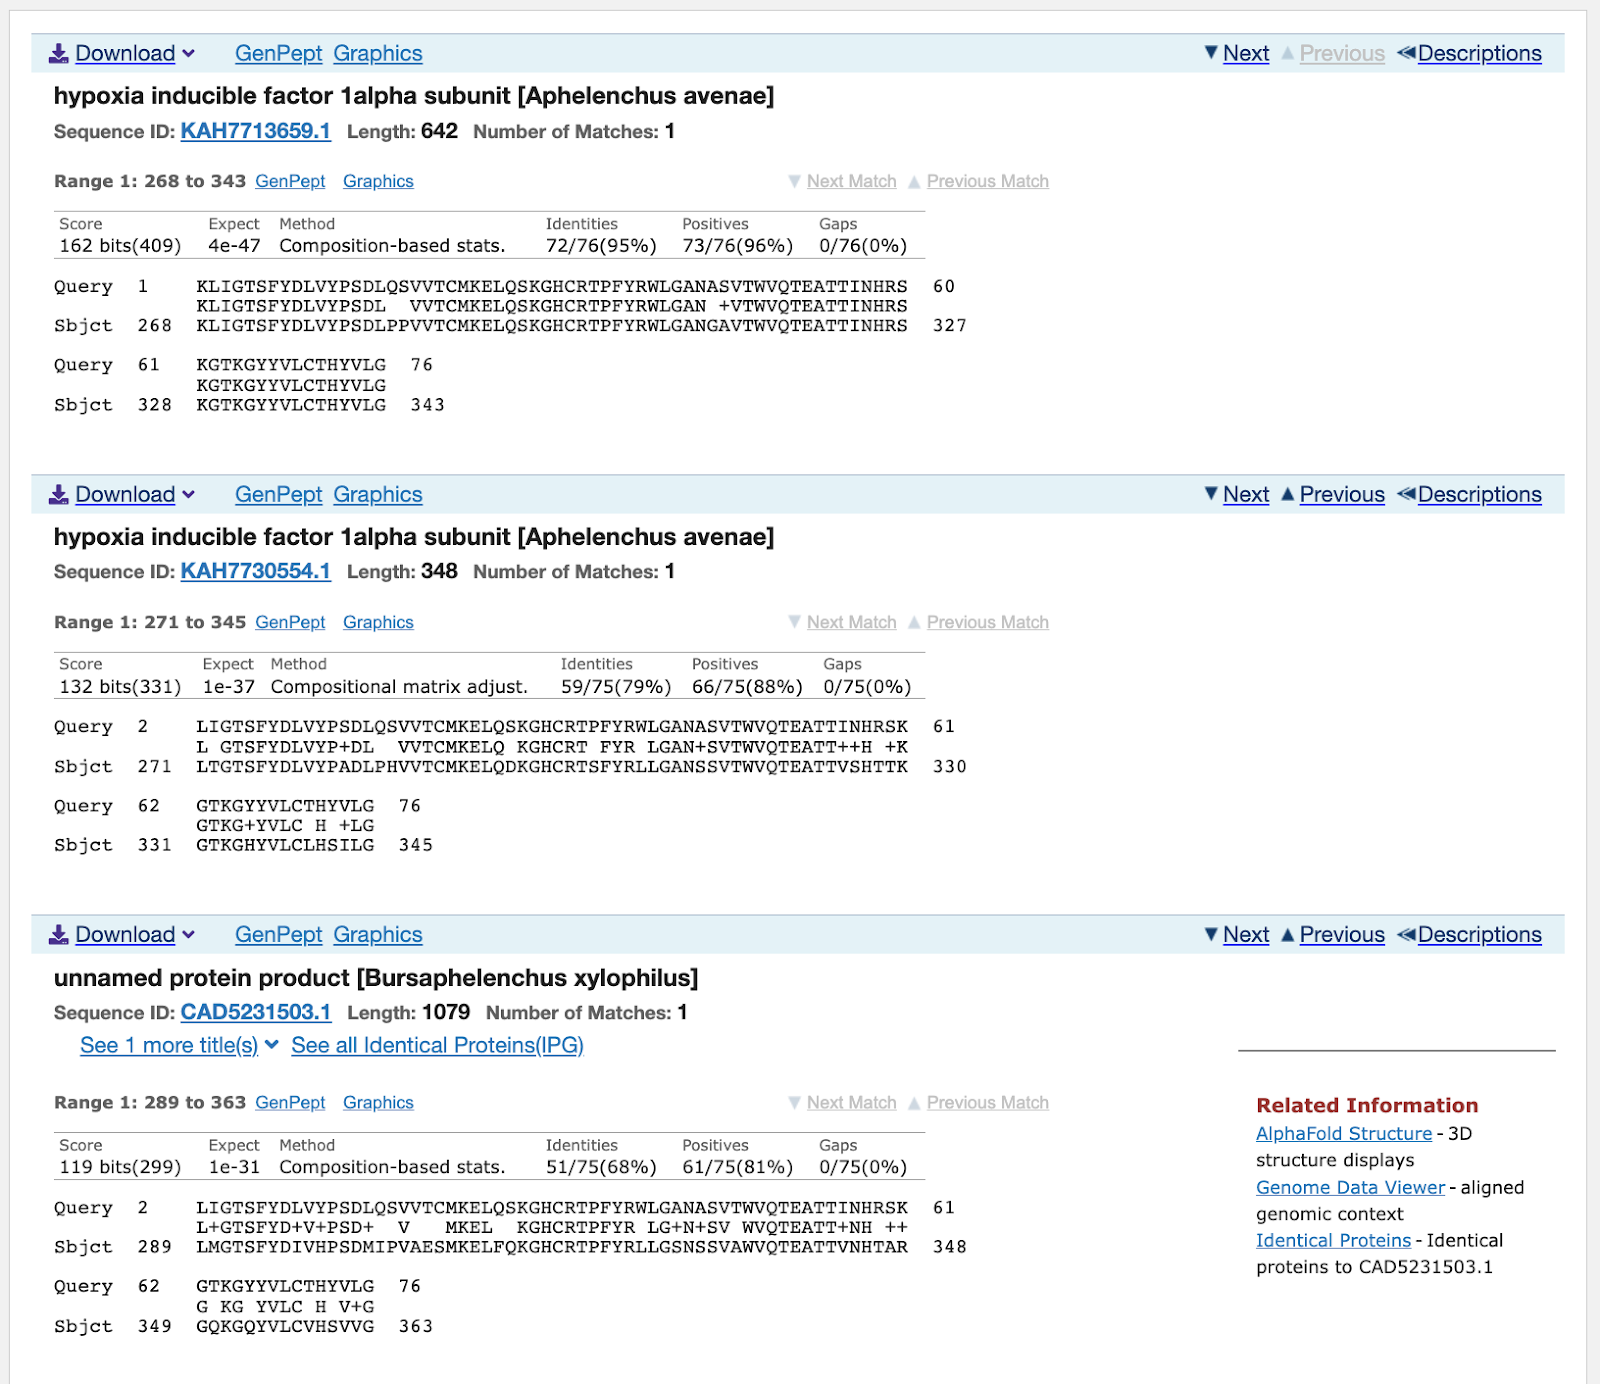 Download GenPept Graphics Next Previous Descriptions
hypoxia inducible factor 1alpha subunit [Aphelenchus avenae]
Sequence ID: KAH7713659.1 Length: 642 Number of Matches: 1
Range 1: 268 to 343 GenPept Graphics Next Match Previous Match
Score Expect Method Identities Positives Gaps
162 bits(409) 4e-47 Composition-based stats. 72/76(95%) 73/76(96%) 0/76(0%)
Query 1 KLIGTSFYDLVYPSDLQSVVTCMKELQSKGHCRTPFYRWLGANASVTWVQTEATTINHRS 60
KLIGTSFYDLVYPSDL  VVTCMKELQSKGHCRTPFYRWLGAN +VTWVQTEATTINHRS
Sbjct 268 KLIGTSFYDLVYPSDLPPVVTCMKELQSKGHCRTPFYRWLGANGAVTWVQTEATTINHRS 327
Query 61 KGTKGYYVLCTHYVLG 76
KGTKGYYVLCTHYVLG
Sbjct 328 KGTKGYYVLCTHYVLG 343
Download GenPept Graphics Next Previous Descriptions
hypoxia inducible factor 1alpha subunit [Aphelenchus avenae]
Sequence ID: KAH7730554.1 Length: 348 Number of Matches: 1
Range 1: 271 to 345 GenPept Graphics Next Match Previous Match
Score Expect Method Identities Positives Gaps
132 bits(331) 1e-37 Compositional matrix adjust. 59/75(79%) 66/75(88%) 0/75(0%)
Query 2 LIGTSFYDLVYPSDLQSVVTCMKELQSKGHCRTPFYRWLGANASVTWVQTEATTINHRSK 61
L GTSFYDLVYP+DL  VVTCMKELQ KGHCRT FYR LGAN+SVTWVQTEATT++H +K
Sbjct 271 LTGTSFYDLVYPADLPHVVTCMKELQDKGHCRTSFYRLLGANSSVTWVQTEATTVSHTTK 330
Query 62 GTKGYYVLCTHYVLG 76
GTKG+YVLC H +LG
Sbjct 331 GTKGHYVLCLHSILG 345
Download GenPept Graphics Next Previous Descriptions
unnamed protein product [Bursaphelenchus xylophilus]
Sequence ID: CAD5231503.1 Length: 1079 Number of Matches: 1
See 1 more title(s) See all Identical Proteins(IPG)
Range 1: 289 to 363 GenPept Graphics Next Match Previous Match
Score Expect Method Identities Positives Gaps
119 bits(299) 1e-31 Composition-based stats. 51/75(68%) 61/75(81%) 0/75(0%)
Query 2 LIGTSFYDLVYPSDLQSVVTCMKELQSKGHCRTPFYRWLGANASVTWVQTEATTINHRSK 61
L+GTSFYD+V+PSD+  V   MKEL  KGHCRTPFYR LG+N+SV WVQTEATT+NH ++
Sbjct 289 LMGTSFYDIVHPSDMIPVAESMKELFQKGHCRTPFYRLLGSNSSVAWVQTEATTVNHTAR 348
Query 62 GTKGYYVLCTHYVLG 76
G KG YVLC H V+G
Sbjct 349 GQKGQYVLCVHSVVG 363
Related Information
AlphaFold Structure - 3D
structure displays
Genome Data Viewer - aligned
genomic context
Identical Proteins - Identical
proteins to CAD5231503.1